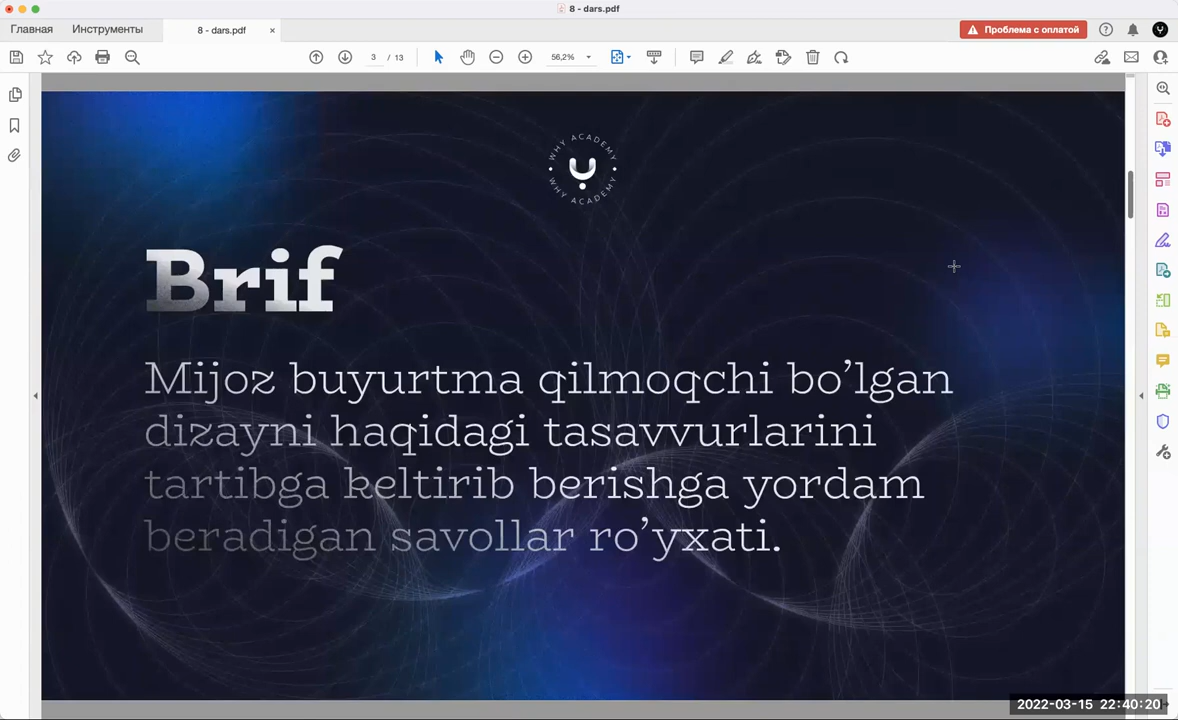 8 - dars.pdf
Главная
Инструменты
8 - dars.pdf
×
Проблема с оплатой
3 / 13
56,2%
WHY ACADEMY
WHY ACADEMY
Brif
Mijoz buyurtma qilmoqchi bo’lgan
dizayni haqidagi tasavvurlarini
tartibga keltirib berishga yordam
beradigan savollar ro’yxati.
2022-03-15 22:40:20